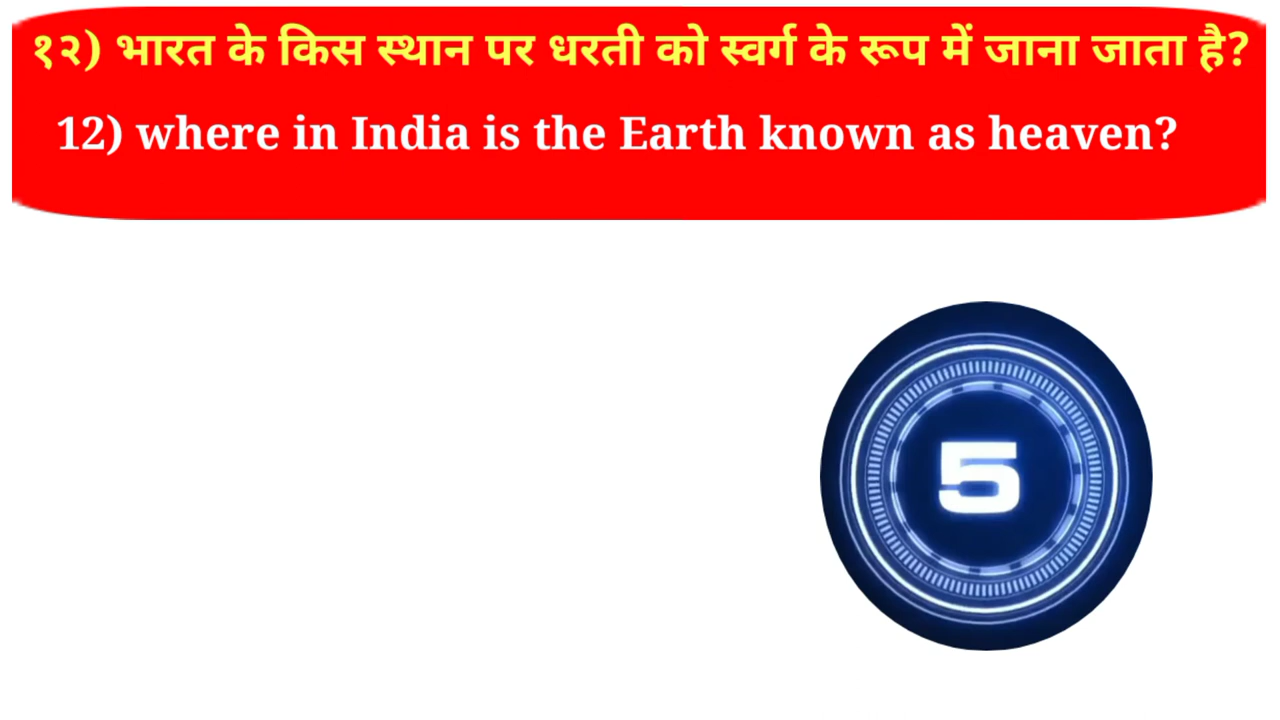 १२) भारत के किस स्थान पर धरती को स्वर्ग के रूप में जाना जाता है?
12) where in India is the Earth known as heaven?
5